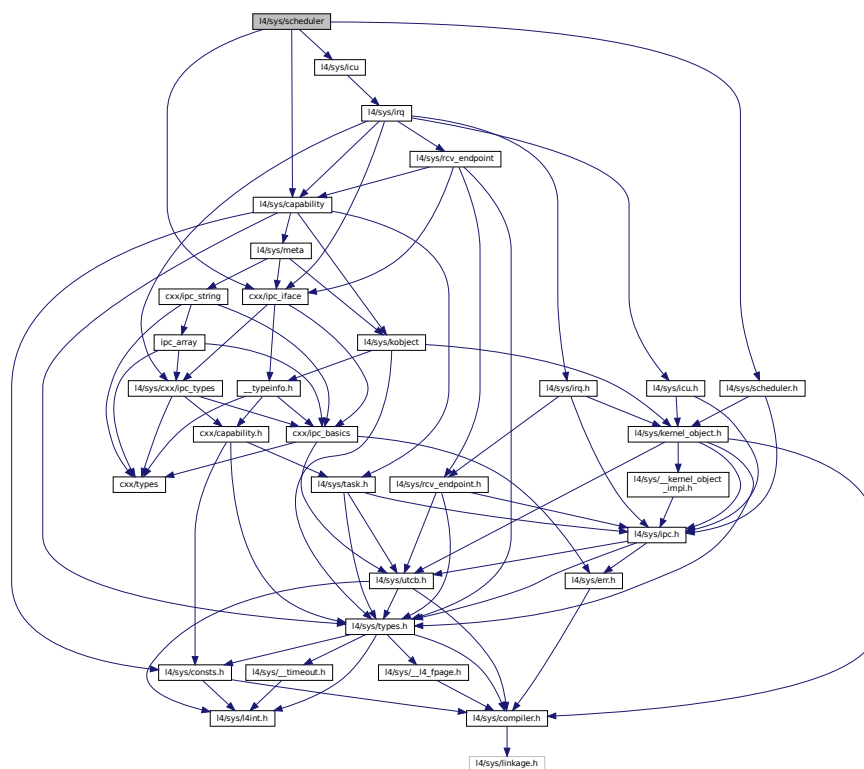 l4/sys/scheduler
l4/sys/icu
l4/sys/irq
l4/sys/rcv_endpoint
l4/sys/capability
l4/sys/meta
cxx/ipc_string
cxx/ipc_iface
ipc_array
l4/sys/kobject
l4/sys/cxx/ipc_types
__typeinfo.h
l4/sys/irq.h
l4/sys/icu.h
l4/sys/scheduler.h
cxx/capability.h
cxx/ipc_basics
l4/sys/kernel_object.h
cxx/types
l4/sys/task.h
l4/sys/rcv_endpoint.h
l4/sys/__kernel_object
_impl.h
l4/sys/ipc.h
l4/sys/utcb.h
l4/sys/err.h
l4/sys/types.h
l4/sys/consts.h
l4/sys/__timeout.h
l4/sys/__l4_fpage.h
l4/sys/l4int.h
l4/sys/compiler.h
l4/sys/linkage.h